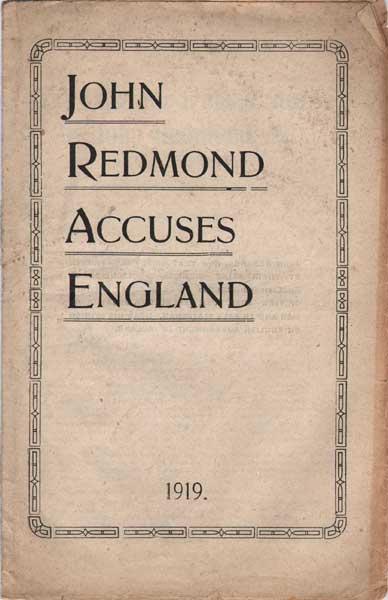 JOHN
REDMOND
ACCUSES
ENGLAND
1919.